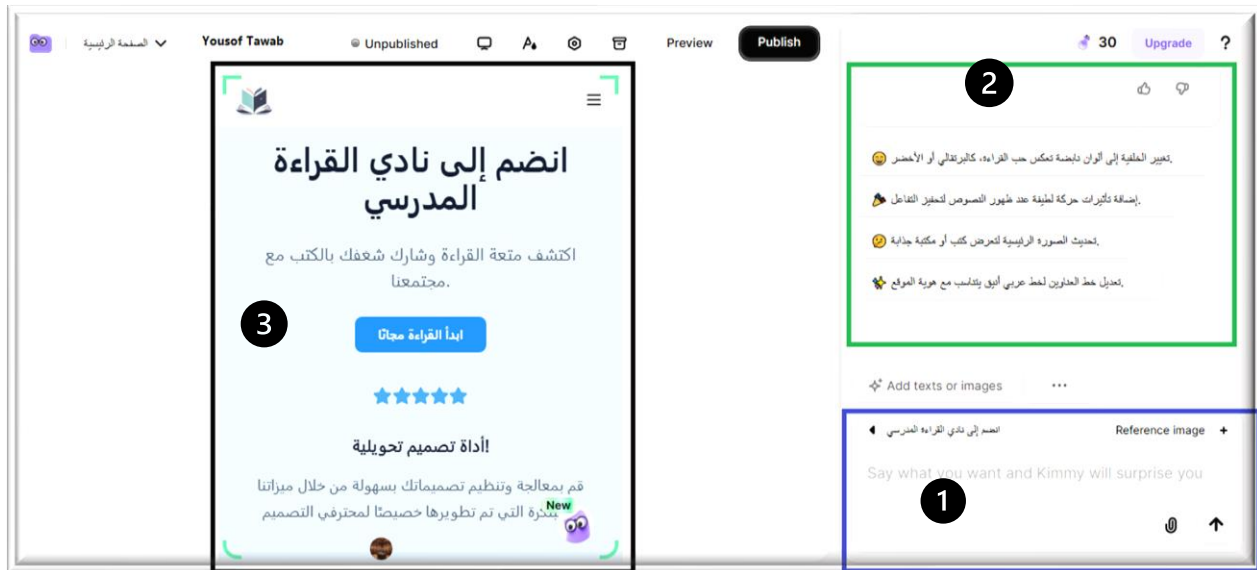 الصفحة الرئيسية
Yousof Tawab
Unpublished
Preview
Publish
30
Upgrade
?
انضم إلى نادي القراءة
المدرسي
اكتشف متعة القراءة وشارك شغفك بالكتب مع
مجتمعنا.
3
ابدأ القراءة مجانًا
أداة تصميم تحويلية!
قم بمعالجة وتنظيم تصميماتك بسهولة من خلال ميزاتنا
التي تم تطويرها خصيصًا لمحترفي التصميم
New
2
تغيير الخلفية إلى ألوان نابضة تعكس حب القراءة، كالبرتقالي أو الأخضر.
إضافة تأثيرات حركة لطيفة عند ظهور النصوص لتحفيز التفاعل.
تحديث الصورة الرئيسية لتعرض كتب أو مكتبة جذابة.
تعديل خط العناوين لخط عربي أنيق يتناسب مع هوية الموقع.
Add texts or images
انضم إلى نادي القراءة المدرسي
Reference image +
Say what you want and Kimmy will surprise you
1